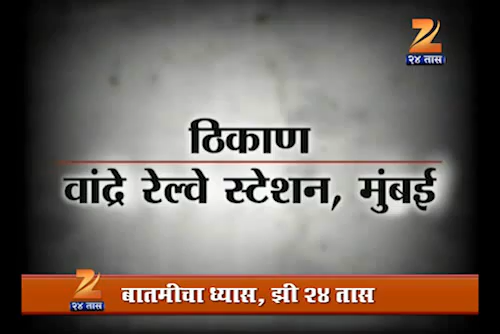 २४ तास
ठिकाण
वांद्रे रेल्वे स्टेशन, मुंबई
२४ तास
बातमीचा ध्यास, झी २४ तास